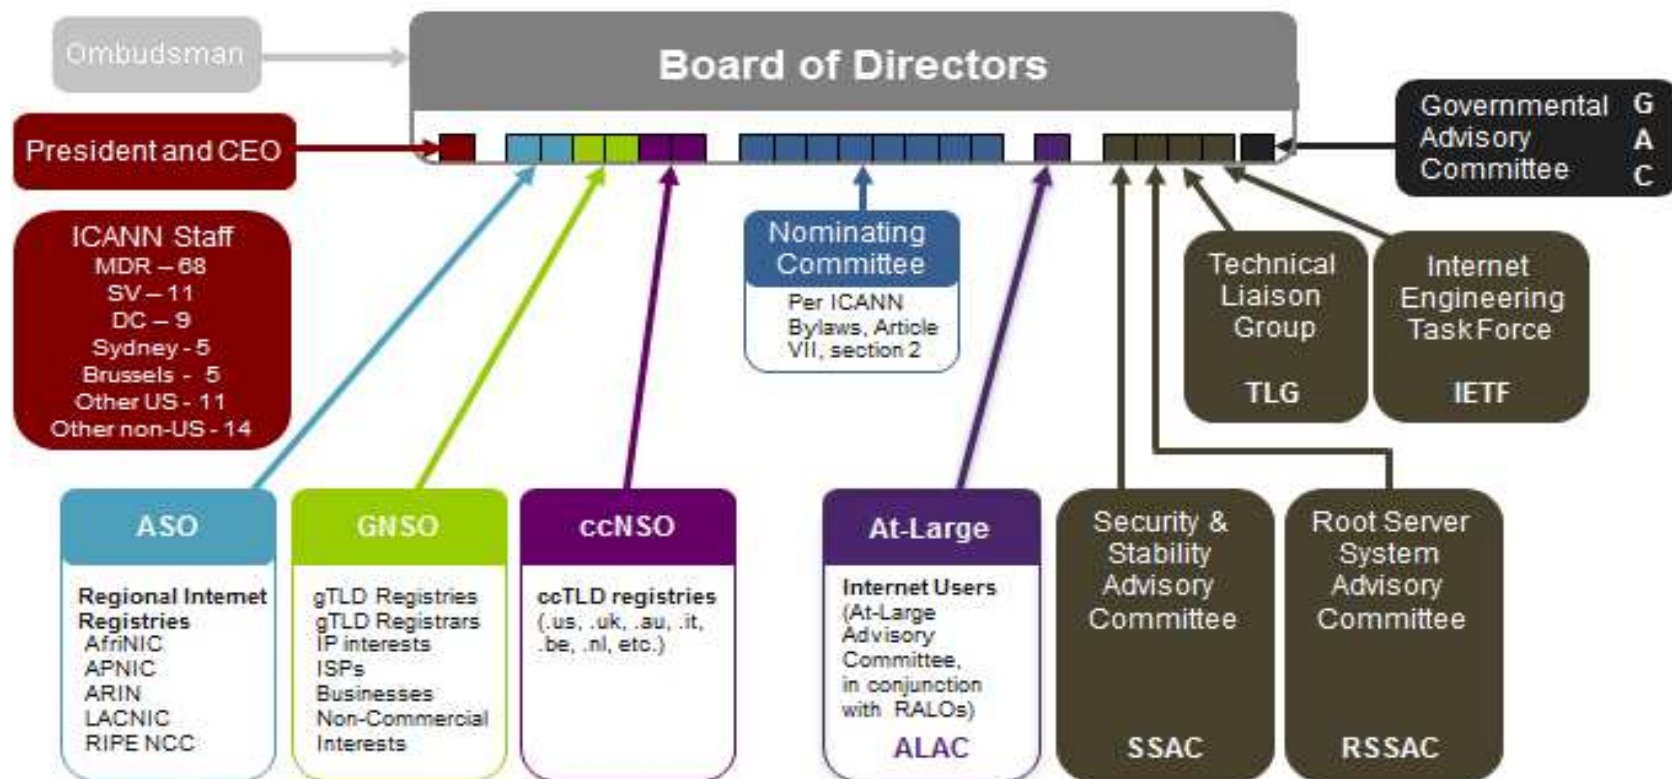 Ombudsman
Board of Directors
President and CEO
Governmental
Advisory
Committee
G
A
C
ICANN Staff
MDR – 68
SV – 11
DC – 9
Sydney - 5
Brussels - 5
Other US - 11
Other non-US - 14
Nominating
Committee
Per ICANN
Bylaws, Article
VII, section 2
Technical
Liaison
Group
TLG
Internet
Engineering
Task Force
IETF
ASO
Regional Internet
Registries
AfriNIC
APNIC
ARIN
LACNIC
RIPE NCC
GNSO
gTLD Registries
gTLD Registrars
IP interests
ISPs
Businesses
Non-Commercial
Interests
ccNSO
ccTLD registries
(.us, .uk, .au, .it,
.be, .nl, etc.)
At-Large
Internet Users
(At-Large
Advisory
Committee,
in conjunction
with RALOs)
ALAC
Security &
Stability
Advisory
Committee
SSAC
Root Server
System
Advisory
Committee
RSSAC